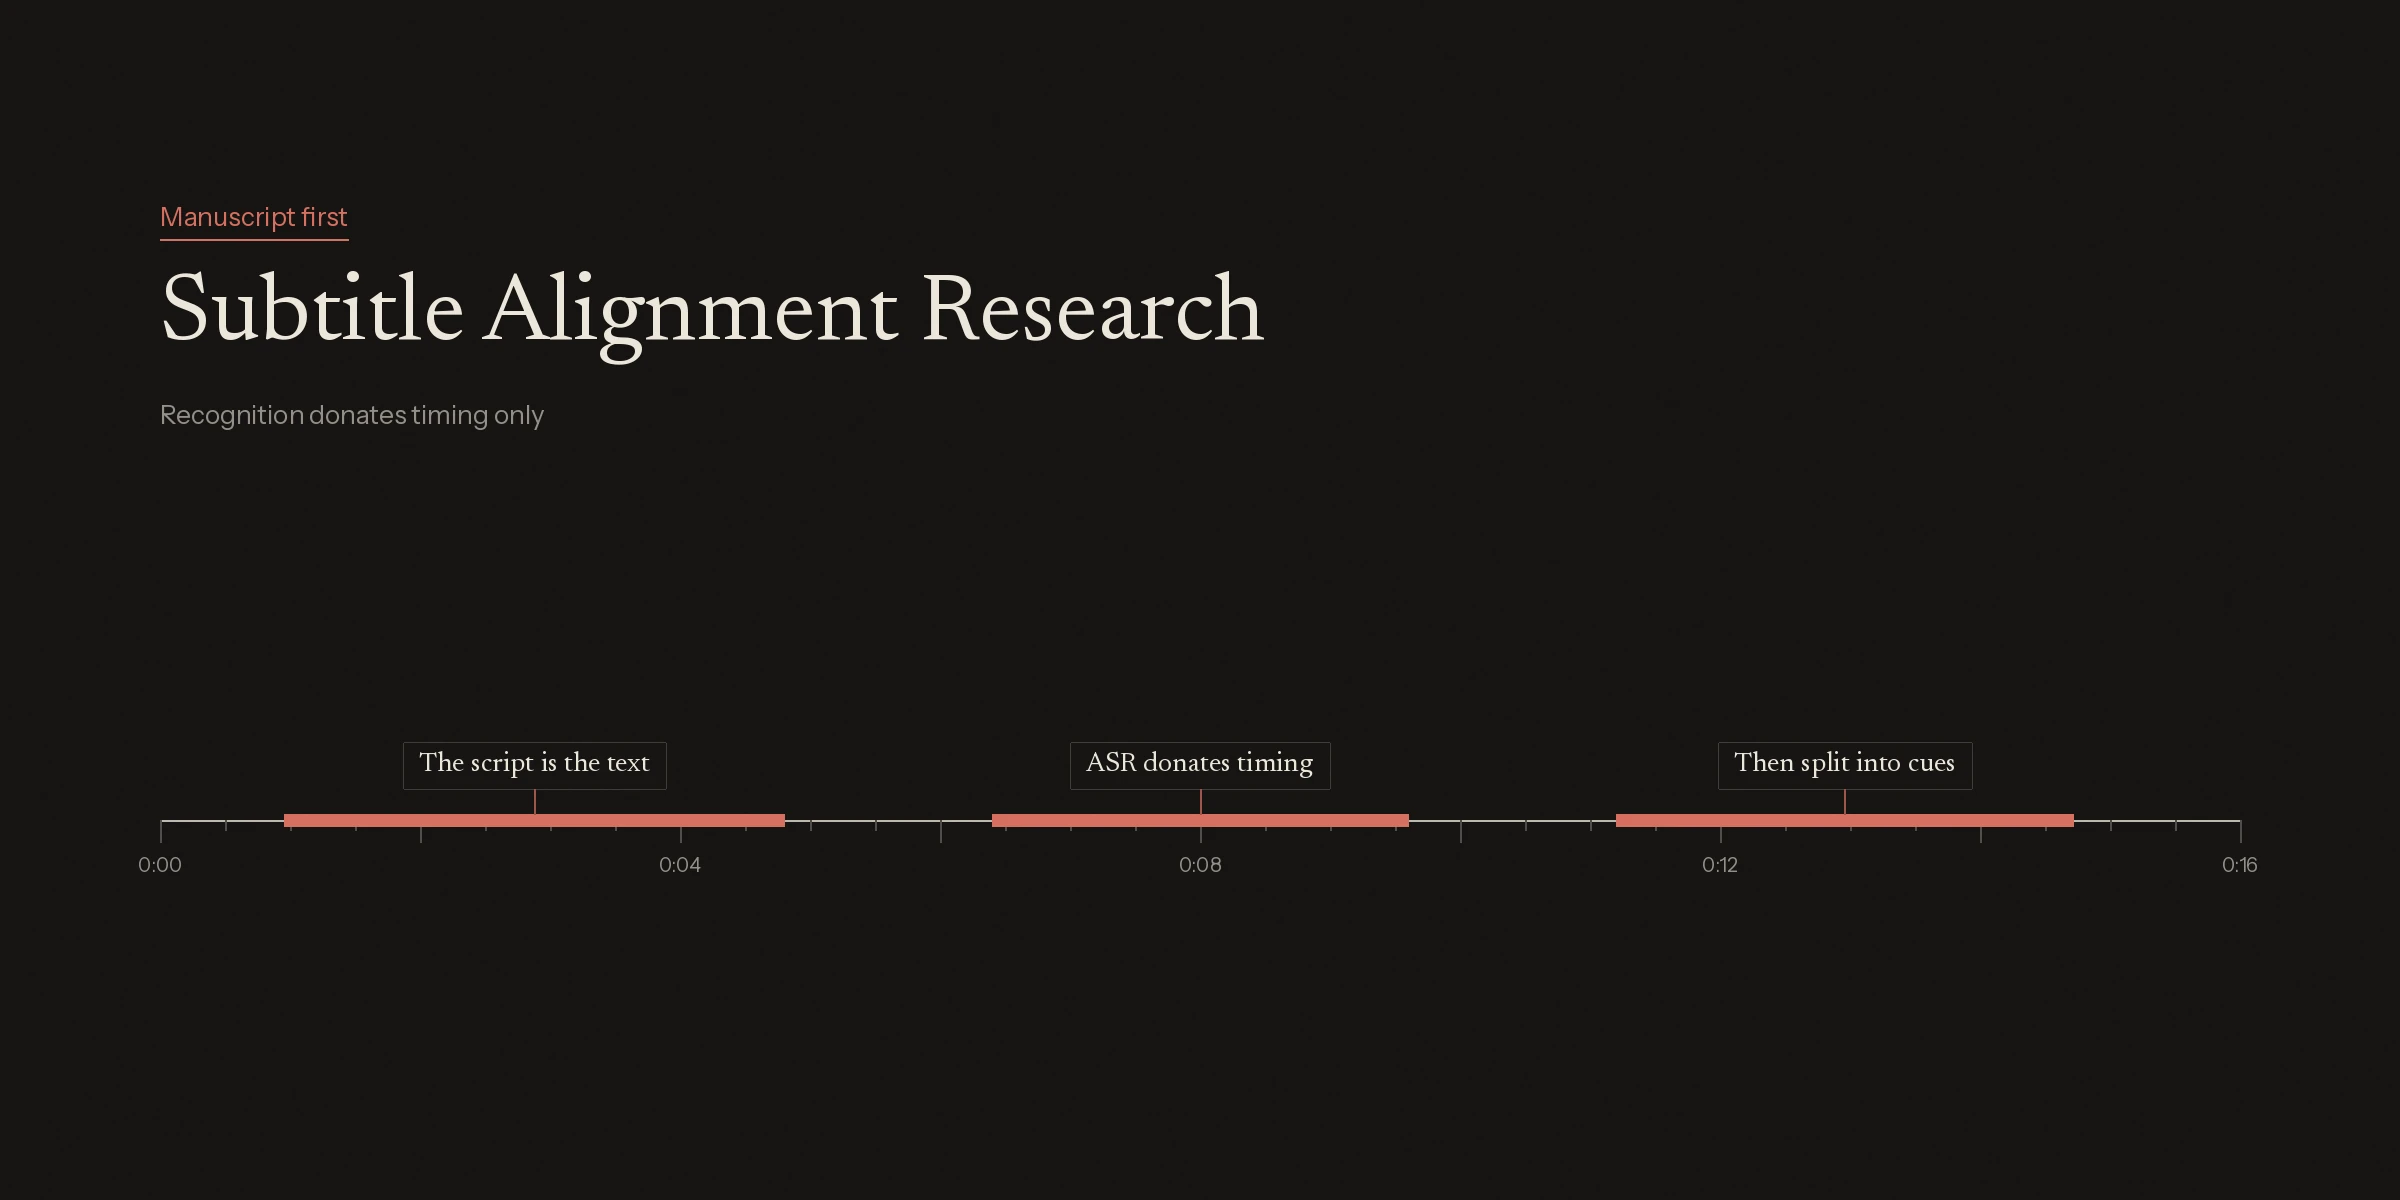 Manuscript first
Subtitle Alignment Research
Recognition donates timing only
The script is the text
ASR donates timing
Then split into cues
0:00
0:04
0:08
0:12
0:16